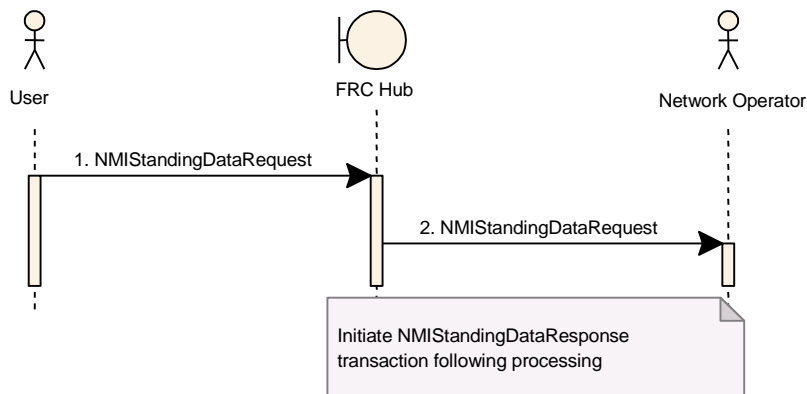 User
FRC Hub
Network Operator
1. NMIStandingDataRequest
2. NMIStandingDataRequest
Initiate NMIStandingDataResponse
transaction following processing